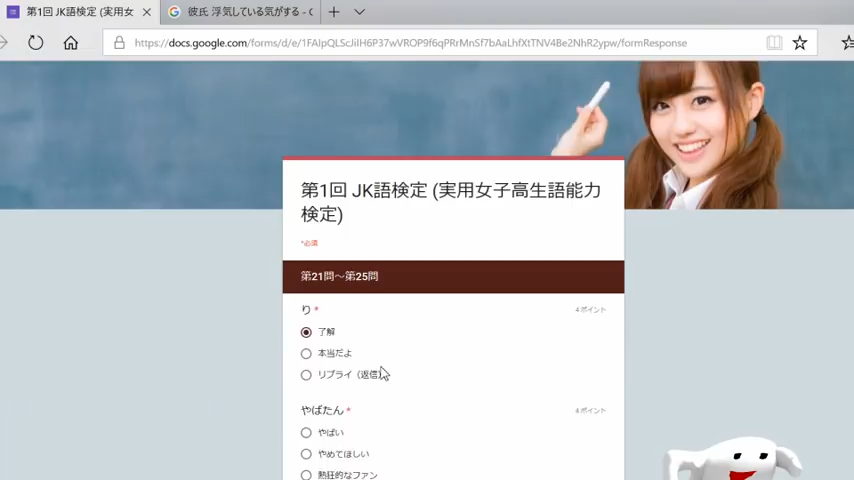 第1回 JK語検定 (実用女
彼氏 浮気している気がする - G
https://docs.google.com/forms/d/e/1FAIpQLScJiIH6P37wVROP9f6qPRrMnSf7bAaLhfXtTNV4Be2NhR2ypw/formResponse
第1回 JK語検定 (実用女子高生語能力
検定)
*必須
第21問～第25問
り *
4 ポイント
了解
本当だよ
リプライ（返信）
やばたん *
4 ポイント
やばい
やめてほしい
熱狂的なファン